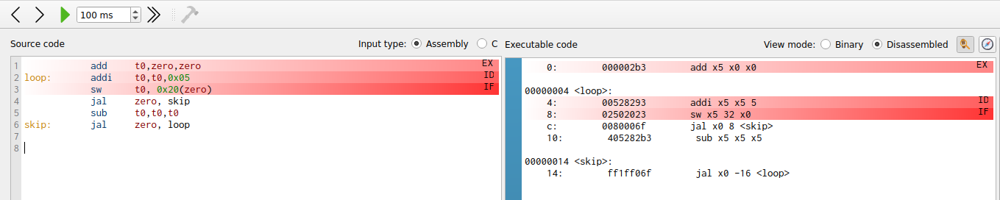 100 ms
Source code Input type: Assembly C Executable code View mode: Binary Disassembled
1 add t0,zero,zero EX
2 loop: addi t0,t0,0x05 ID
3 sw t0, 0x20(zero) IF
4 jal zero, skip
5 sub t0,t0,t0
6 skip: jal zero, loop
7
8
0: 000002b3 add x5 x0 x0 EX
00000004 <loop>:
4: 00528293 addi x5 x5 5 ID
8: 02502023 sw x5 32 x0 IF
c: 0080006f jal x0 8 <skip>
10: 405282b3 sub x5 x5 x5
00000014 <skip>:
14: ff1ff06f jal x0 -16 <loop>